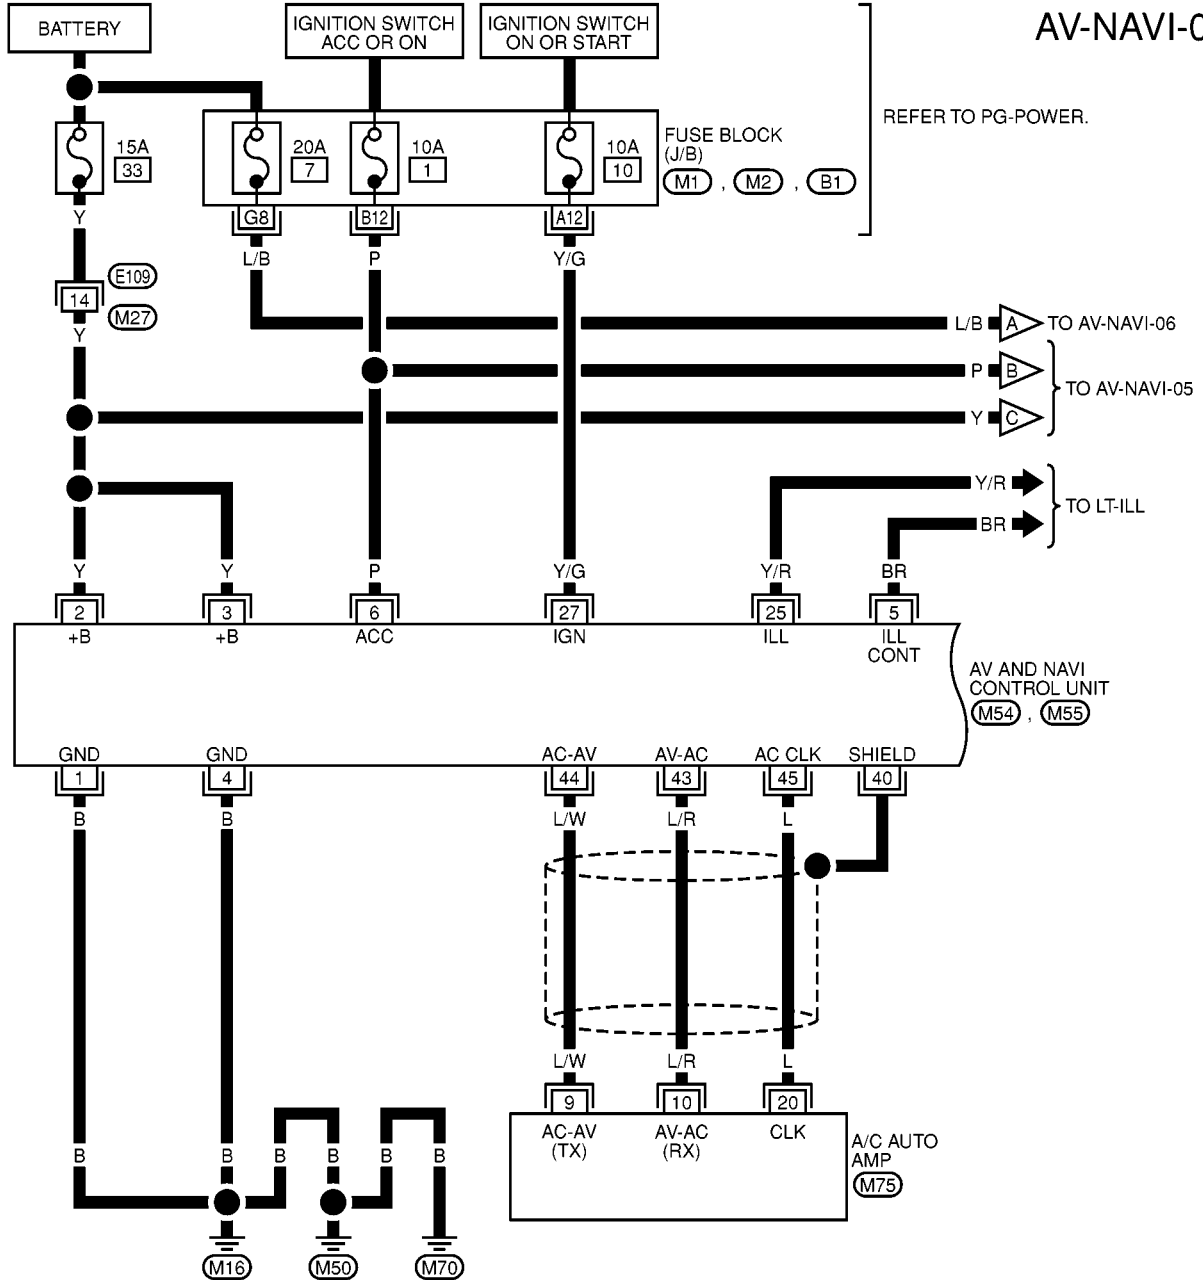 AV-NAVI-0
BATTERY
IGNITION SWITCH
ACC OR ON
IGNITION SWITCH
ON OR START
REFER TO PG-POWER.
15A
33
20A
7
10A
1
10A
10
FUSE BLOCK
(J/B)
M1 , M2 , B1
Y
G8
B12
A12
L/B
P
Y/G
E109
14
M27
Y
L/B
A
TO AV-NAVI-06
P
B
TO AV-NAVI-05
Y
C
Y/R
TO LT-ILL
BR
Y
Y
P
Y/G
Y/R
BR
2
3
6
27
25
5
+B
+B
ACC
IGN
ILL
ILL
CONT
AV AND NAVI
CONTROL UNIT
M54 , M55
GND
GND
AC-AV
AV-AC
AC CLK
SHIELD
1
4
44
43
45
40
B
B
L/W
L/R
L
L/W
L/R
L
9
10
20
AC-AV
(TX)
AV-AC
(RX)
CLK
A/C AUTO
AMP
M75
B
B
B
B
B
B
M16
M50
M70